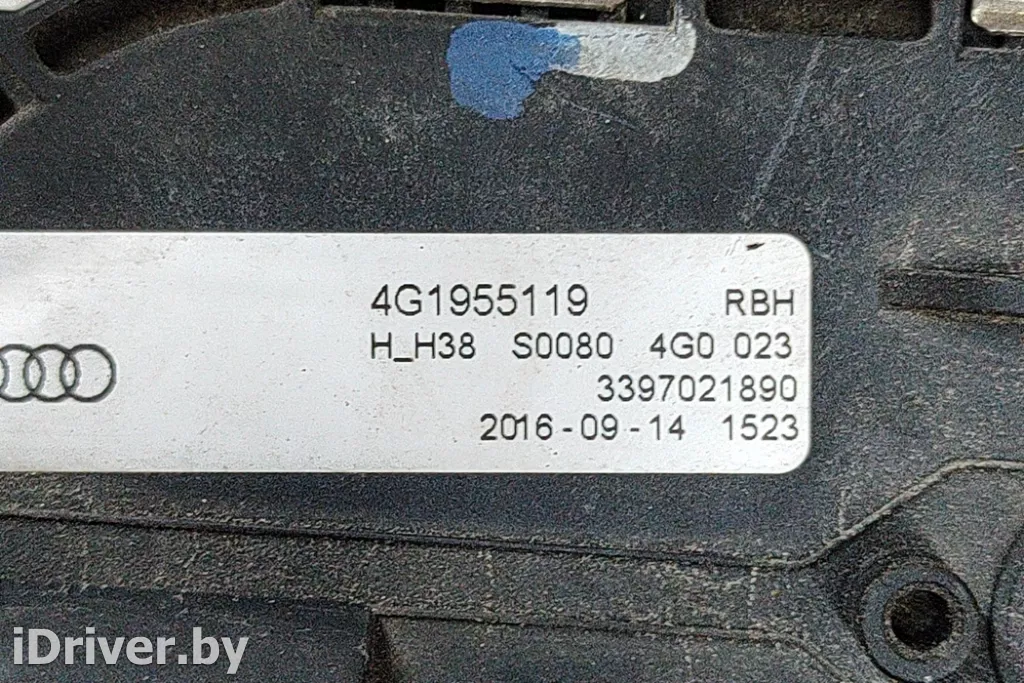 4G1955119 RBH
H_H38 S0080 4G0 023
3397021890
2016-09-14 1523
iDriver.by